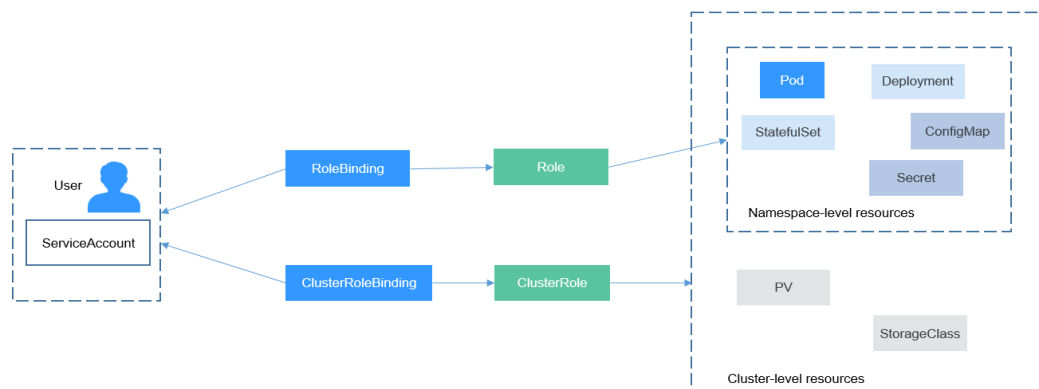 User
ServiceAccount
RoleBinding
Role
ClusterRoleBinding
ClusterRole
Pod
Deployment
StatefulSet
ConfigMap
Secret
Namespace-level resources
PV
StorageClass
Cluster-level resources